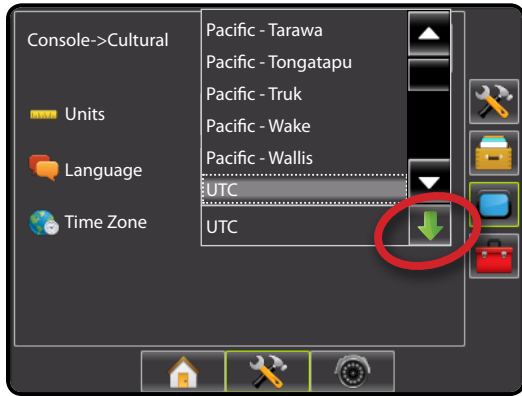 Console->Cultural
Units
Language
Time Zone
Pacific - Tarawa
Pacific - Tongatapu
Pacific - Truk
Pacific - Wake
Pacific - Wallis
UTC
UTC